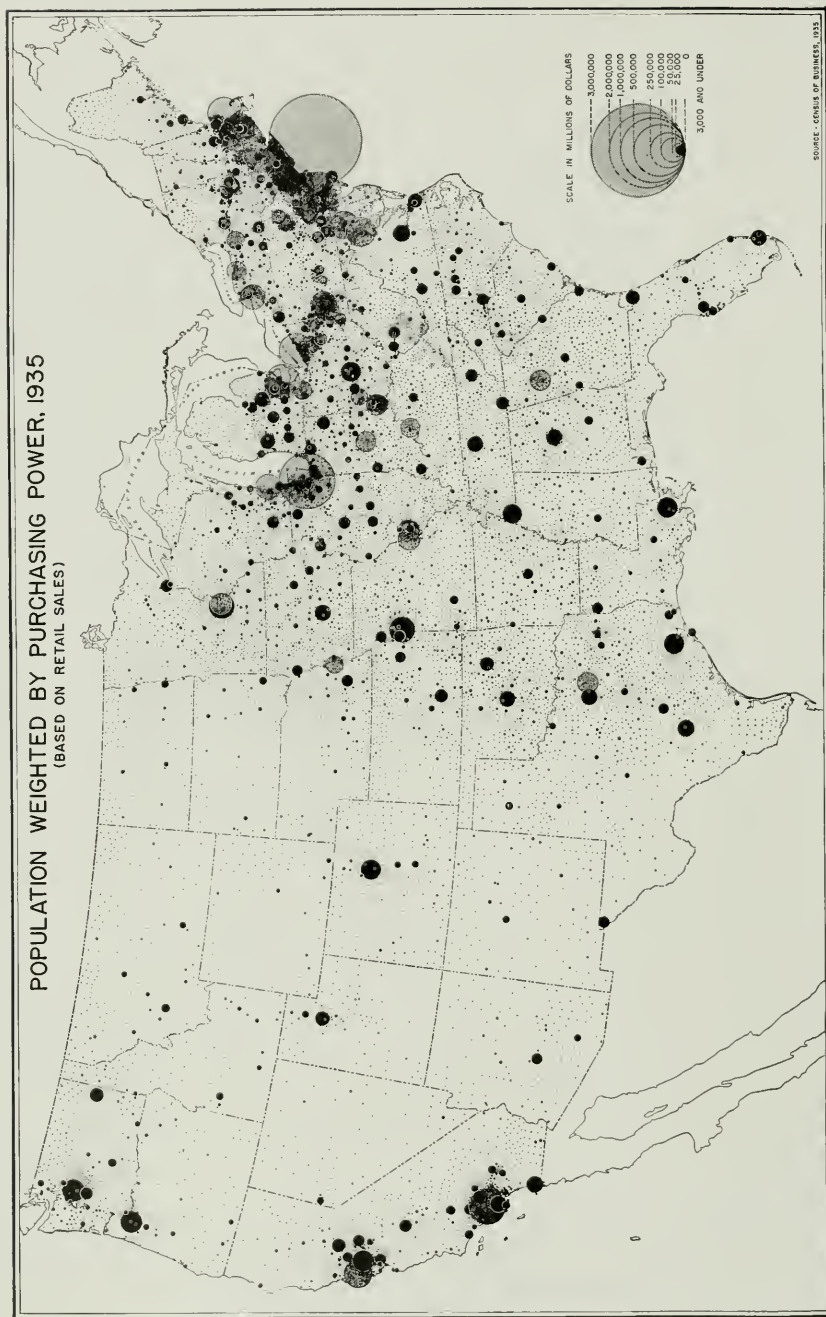 POPULATION WEIGHTED BY PURCHASING POWER, 1935
(BASED ON RETAIL SALES)
SCALE IN MILLIONS OF DOLLARS
3,000,000
2,000,000
1,000,000
500,000
250,000
100,000
50,000
25,000
0
3,000 AND UNDER
SOURCE - CENSUS OF BUSINESS, 1935